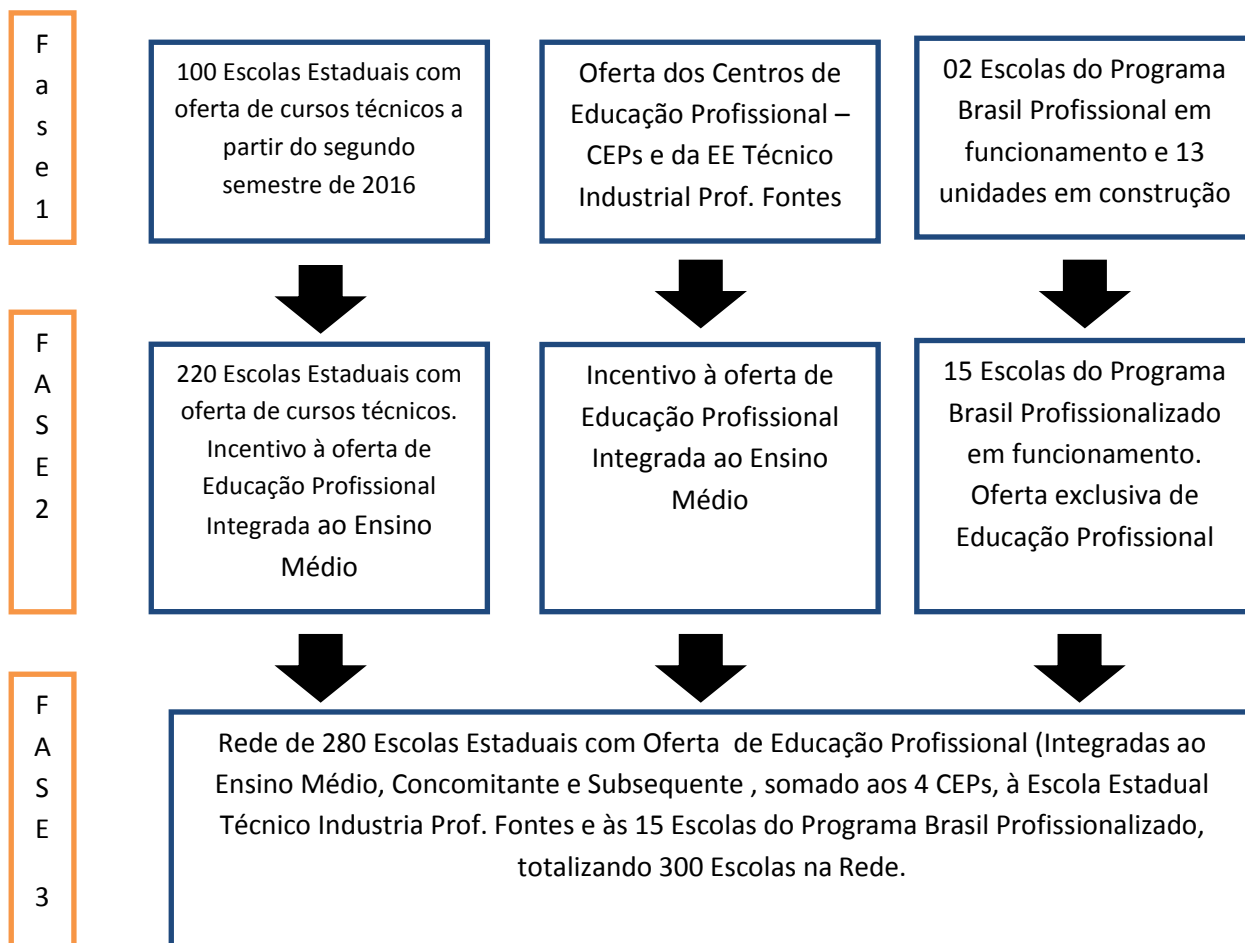 F
a
s
e
1
100 Escolas Estaduais com
oferta de cursos técnicos a
partir do segundo
semestre de 2016
Oferta dos Centros de
Educação Profissional –
CEPs e da EE Técnico
Industrial Prof. Fontes
02 Escolas do Programa
Brasil Profissional em
funcionamento e 13
unidades em construção
F
A
S
E
2
220 Escolas Estaduais com
oferta de cursos técnicos.
Incentivo à oferta de
Educação Profissional
Integrada ao Ensino
Médio
Incentivo à oferta de
Educação Profissional
Integrada ao Ensino
Médio
15 Escolas do Programa
Brasil Profissionalizado
em funcionamento.
Oferta exclusiva de
Educação Profissional
F
A
S
E
3
Rede de 280 Escolas Estaduais com Oferta  de Educação Profissional (Integradas ao
Ensino Médio, Concomitante e Subsequente , somado aos 4 CEPs, à Escola Estadual
Técnico Industria Prof. Fontes e às 15 Escolas do Programa Brasil Profissionalizado,
totalizando 300 Escolas na Rede.